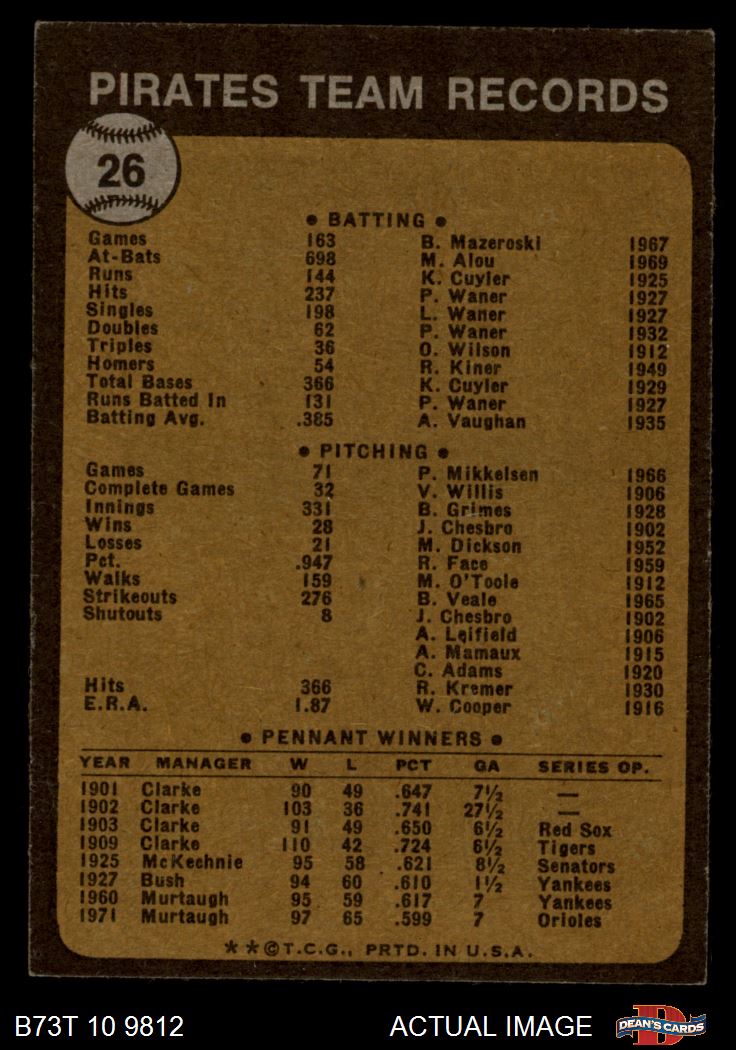 PIRATES TEAM RECORDS
26
• BATTING •
Games 163 B. Mazeroski 1967
At-Bats 698 M. Alou 1969
Runs 144 K. Cuyler 1925
Hits 237 P. Waner 1927
Singles 198 L. Waner 1927
Doubles 62 P. Waner 1932
Triples 36 O. Wilson 1912
Homers 54 R. Kiner 1949
Total Bases 366 K. Cuyler 1929
Runs Batted In 131 P. Waner 1927
Batting Avg. .385 A. Vaughan 1935
• PITCHING •
Games 71 P. Mikkelsen 1966
Complete Games 32 V. Willis 1906
Innings 331 B. Grimes 1928
Wins 28 J. Chesbro 1902
Losses 21 M. Dickson 1952
Pct. .947 R. Face 1959
Walks 159 M. O'Toole 1912
Strikeouts 276 B. Veale 1965
Shutouts 8 J. Chesbro 1902
A. Leifield 1906
A. Mamaux 1915
C. Adams 1920
Hits 366 R. Kremer 1930
E.R.A. 1.87 W. Cooper 1916
• PENNANT WINNERS •
YEAR MANAGER W L PCT GA SERIES OP.
1901 Clarke 90 49 .647 7½ —
1902 Clarke 103 36 .741 27½ —
1903 Clarke 91 49 .650 6½ Red Sox
1909 Clarke 110 42 .724 6½ Tigers
1925 McKechnie 95 58 .621 8½ Senators
1927 Bush 94 60 .610 1½ Yankees
1960 Murtaugh 95 59 .617 7 Yankees
1971 Murtaugh 97 65 .599 7 Orioles
**©T.C.G., PRTD. IN U.S.A.
B73T 10 9812 ACTUAL IMAGE DEAN'S CARDS